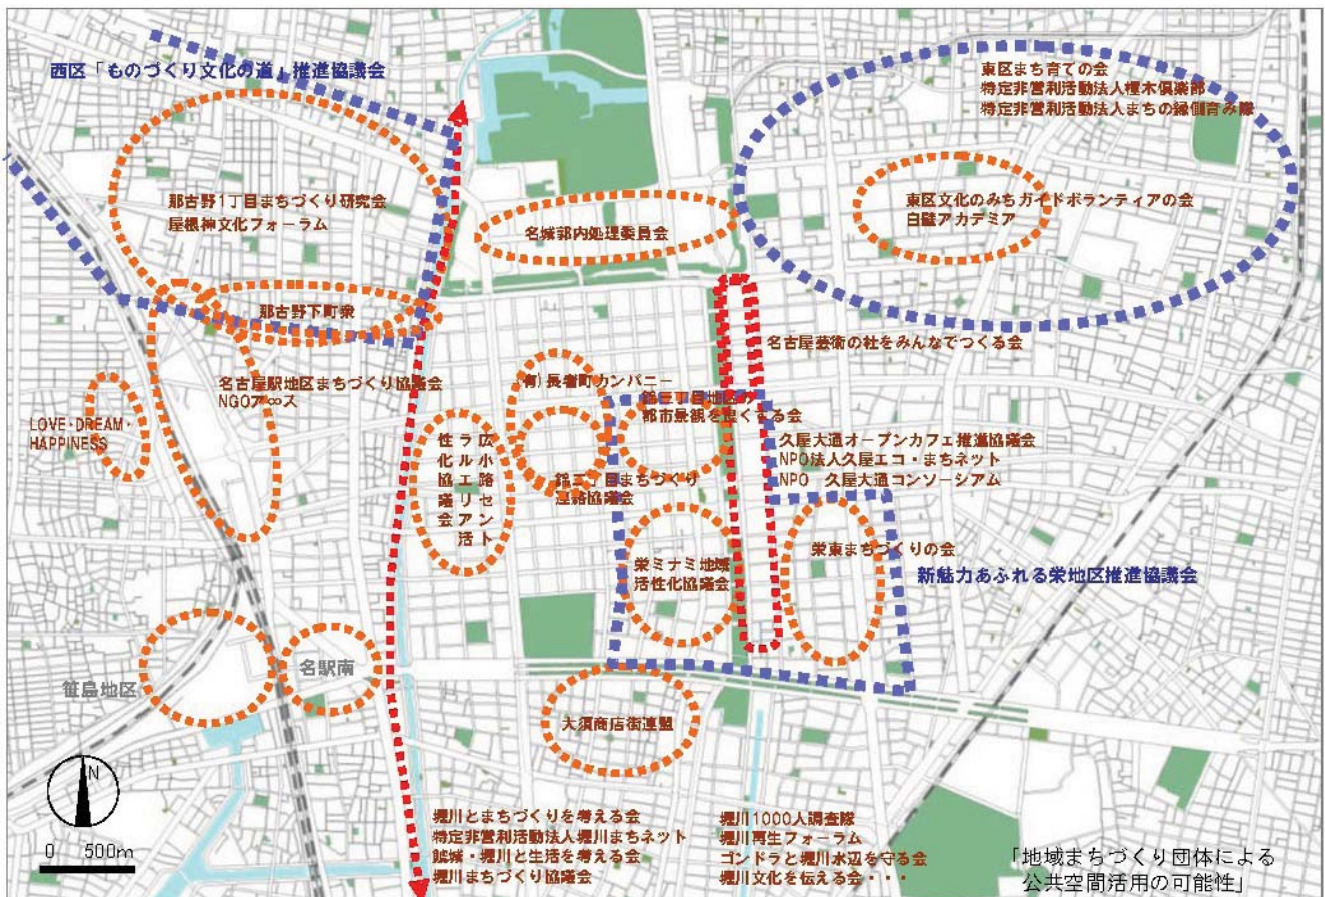 西区「ものづくり文化の道」推進協議会
東区まち育ての会
特定非営利活動法人橦木倶楽部
特定非営利活動法人まちの縁側育み隊
那古野1丁目まちづくり研究会
屋根神文化フォーラム
東区文化のみちガイドボランティアの会
白壁アカデミア
名城郭内処理委員会
那古野下町衆
名古屋芸術の杜をみんなでつくる会
名古屋駅地区まちづくり協議会
NGOア∞ス
(有)長者町カンパニー
錦三丁目地区の
都市景観を良くする会
LOVE・DREAM・
HAPPINESS
広小路セントラルエリア活性化協議会
久屋大通オープンカフェ推進協議会
NPO法人久屋エコ・まちネット
NPO 久屋大通コンソーシアム
錦二丁目まちづくり
連絡協議会
栄東まちづくりの会
栄ミナミ地域
活性化協議会
新魅力あふれる栄地区推進協議会
笹島地区
名駅南
大須商店街連盟
N
0 500m
堀川とまちづくりを考える会
特定非営利活動法人堀川まちネット
鯱城・堀川と生活を考える会
堀川まちづくり協議会
堀川1000人調査隊
堀川再生フォーラム
ゴンドラと堀川水辺を守る会
堀川文化を伝える会・・・
「地域まちづくり団体による
公共空間活用の可能性」